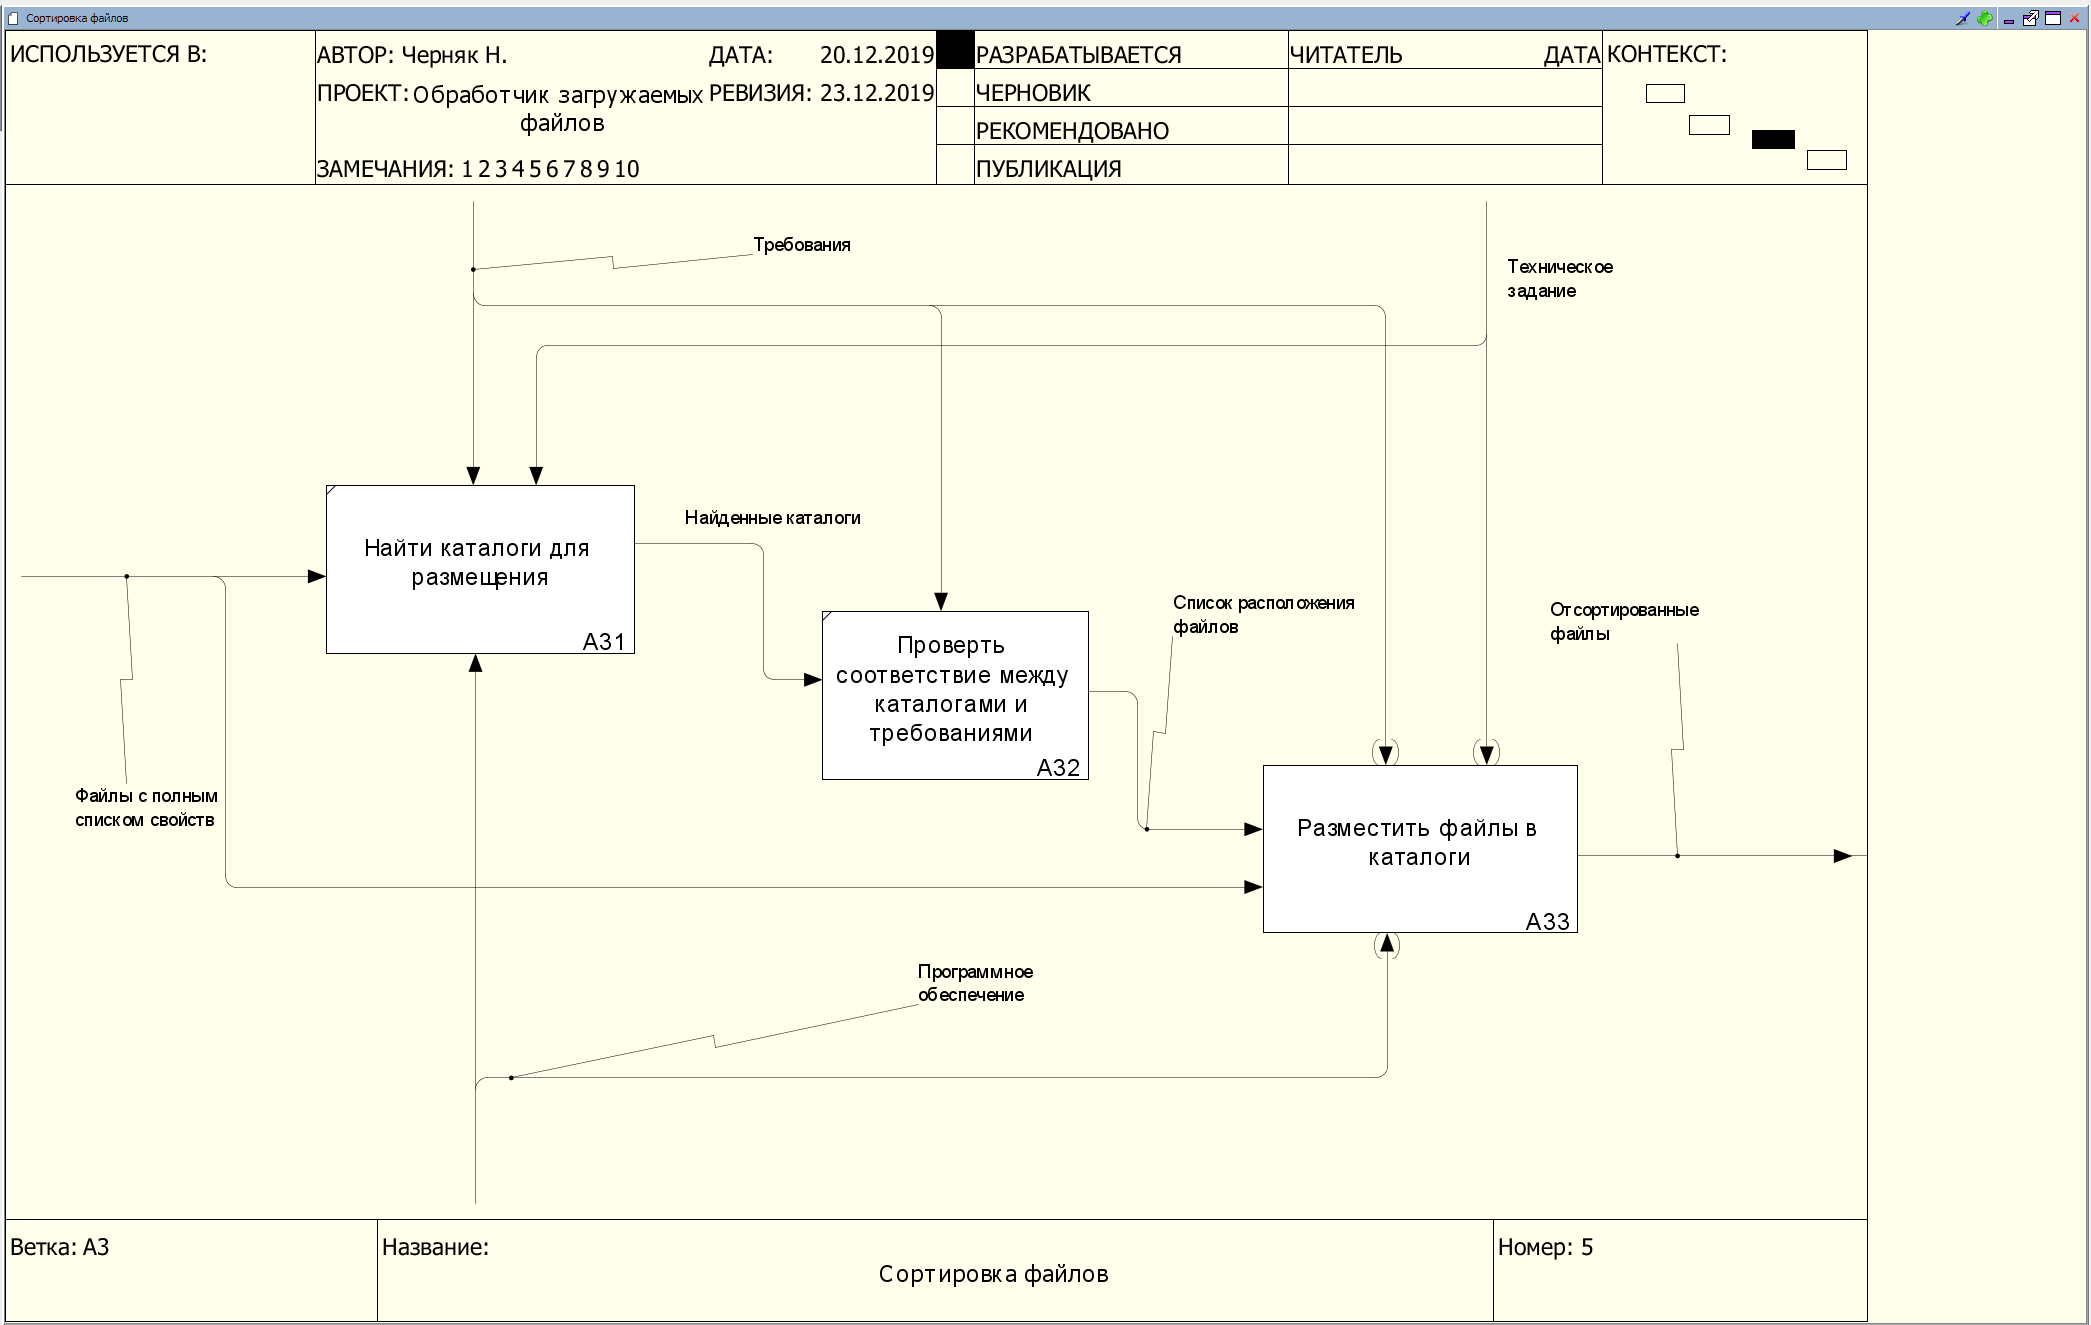 Сортировка файлов
ИСПОЛЬЗУЕТСЯ В:
АВТОР: Черняк Н.
ДАТА: 20.12.2019
ПРОЕКТ: Обработчик загружаемых
файлов
РЕВИЗИЯ: 23.12.2019
ЗАМЕЧАНИЯ: 1 2 3 4 5 6 7 8 9 10
РАЗРАБАТЫВАЕТСЯ
ЧЕРНОВИК
РЕКОМЕНДОВАНО
ПУБЛИКАЦИЯ
ЧИТАТЕЛЬ
ДАТА
КОНТЕКСТ:
Требования
Техническое
задание
Найденные каталоги
Найти каталоги для
размещения
A31
Список расположения
файлов
Отсортированные
файлы
Проверть
соответствие между
каталогами и
требованиями
A32
Файлы с полным
списком свойств
Разместить файлы в
каталоги
A33
Программное
обеспечение
Ветка: A3
Название:
Сортировка файлов
Номер: 5